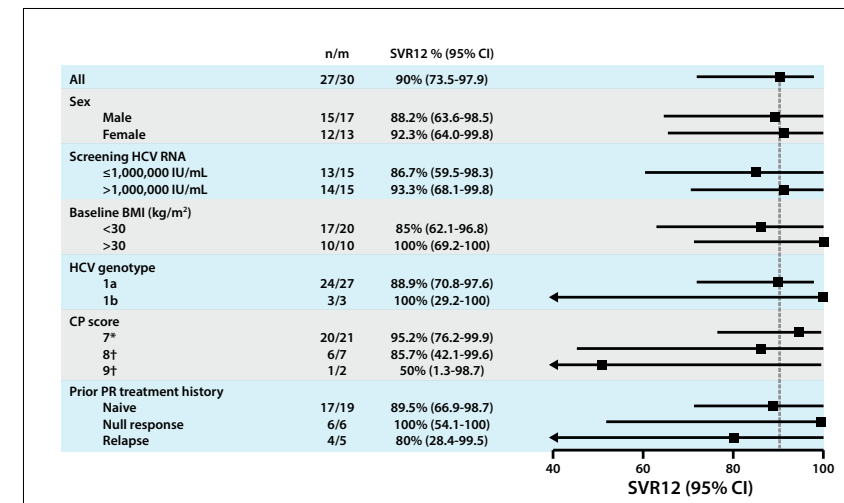 n/m SVR12 % (95% CI)
All 27/30 90% (73.5-97.9)
Sex
Male 15/17 88.2% (63.6-98.5)
Female 12/13 92.3% (64.0-99.8)
Screening HCV RNA
≤1,000,000 IU/mL 13/15 86.7% (59.5-98.3)
>1,000,000 IU/mL 14/15 93.3% (68.1-99.8)
Baseline BMI (kg/m²)
<30 17/20 85% (62.1-96.8)
>30 10/10 100% (69.2-100)
HCV genotype
1a 24/27 88.9% (70.8-97.6)
1b 3/3 100% (29.2-100)
CP score
7* 20/21 95.2% (76.2-99.9)
8† 6/7 85.7% (42.1-99.6)
9† 1/2 50% (1.3-98.7)
Prior PR treatment history
Naive 17/19 89.5% (66.9-98.7)
Null response 6/6 100% (54.1-100)
Relapse 4/5 80% (28.4-99.5)
40 60 80 100
SVR12 (95% CI)